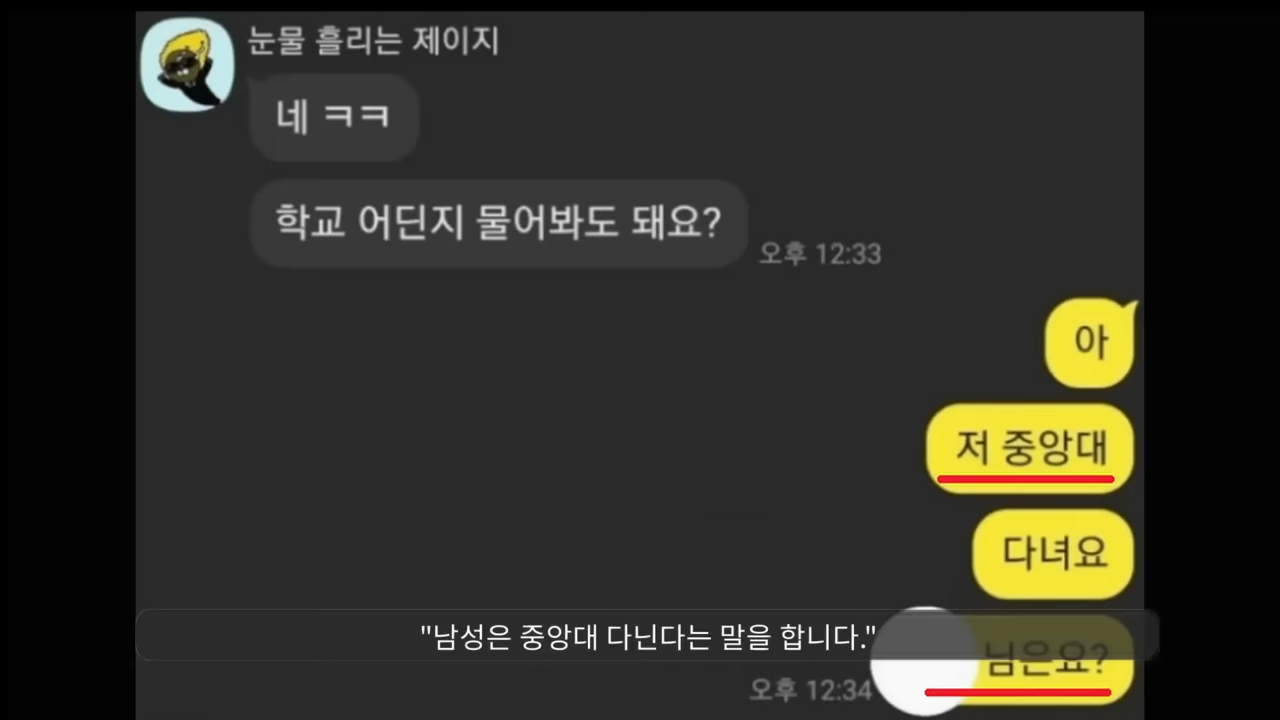 눈물 흘리는 제이지
네 ㅋㅋ
학교 어딘지 물어봐도 돼요?
오후 12:33
아
저 중앙대
다녀요
"남성은 중앙대 다닌다는 말을 합니다."
님은요?
오후 12:34